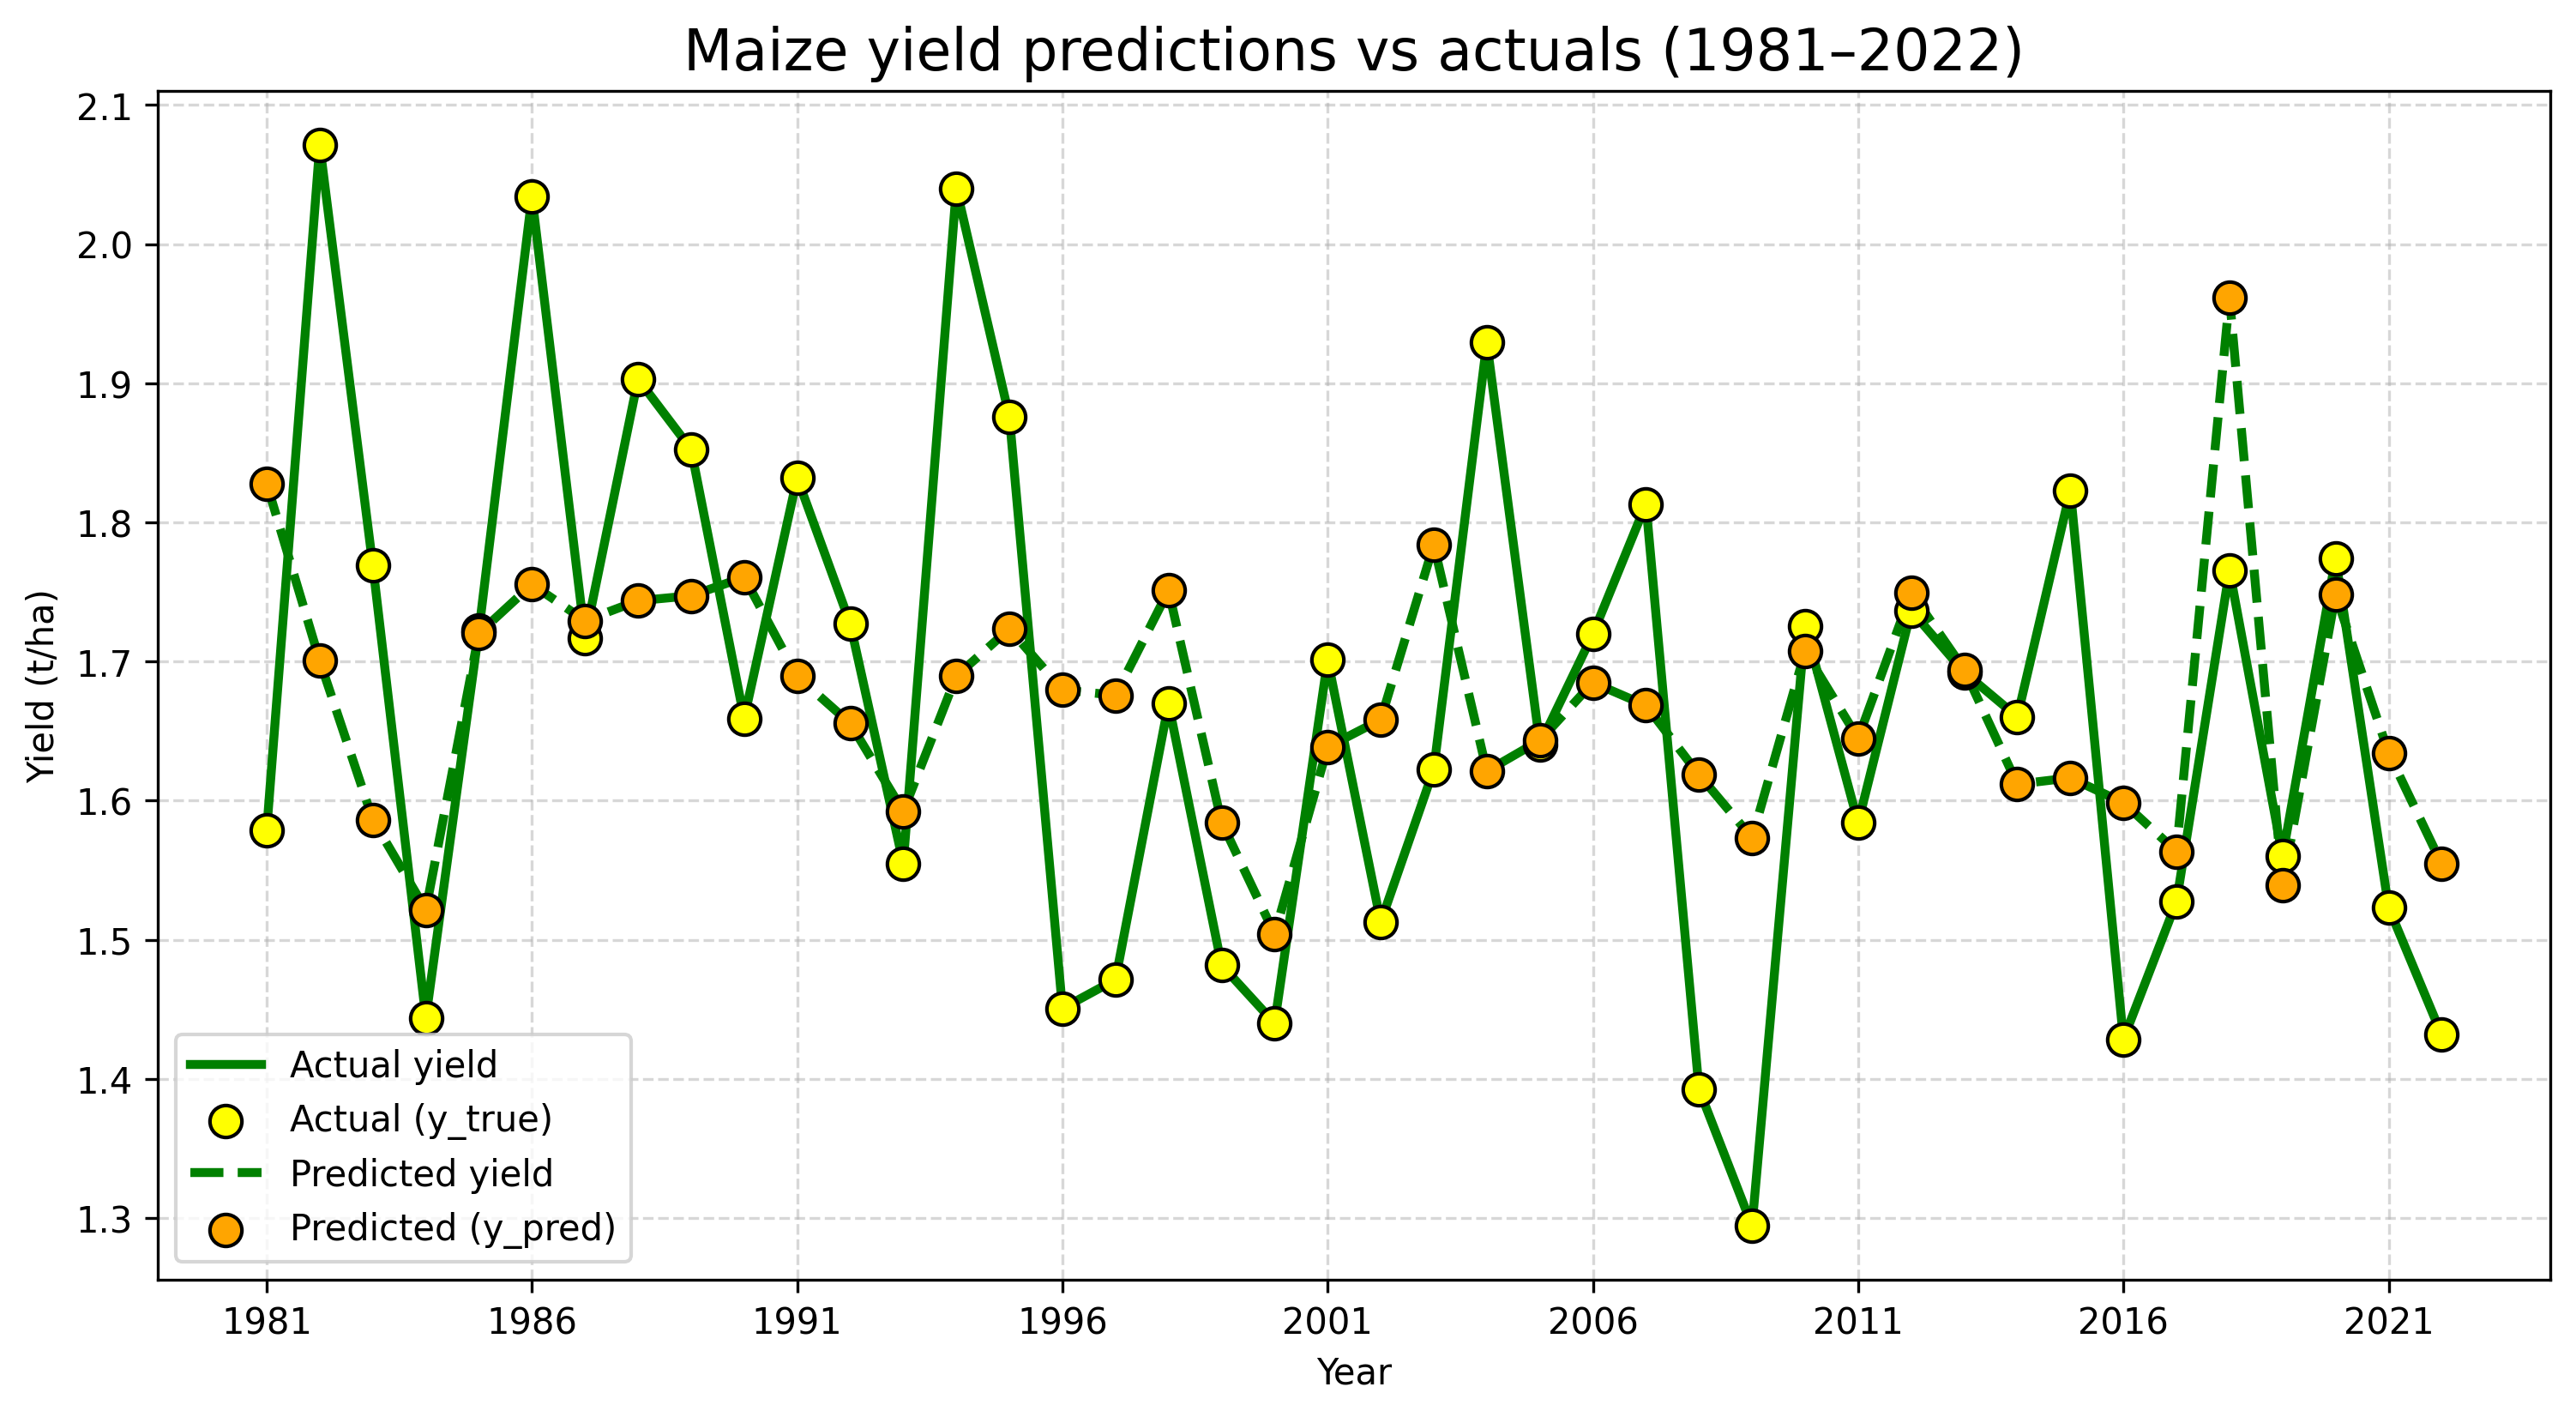 Maize yield predictions vs actuals (1981–2022)
Yield (t/ha)
2.1
2.0
1.9
1.8
1.7
1.6
1.5
1.4
1.3
Actual yield
Actual (y_true)
Predicted yield
Predicted (y_pred)
1981 1986 1991 1996 2001 2006 2011 2016 2021
Year